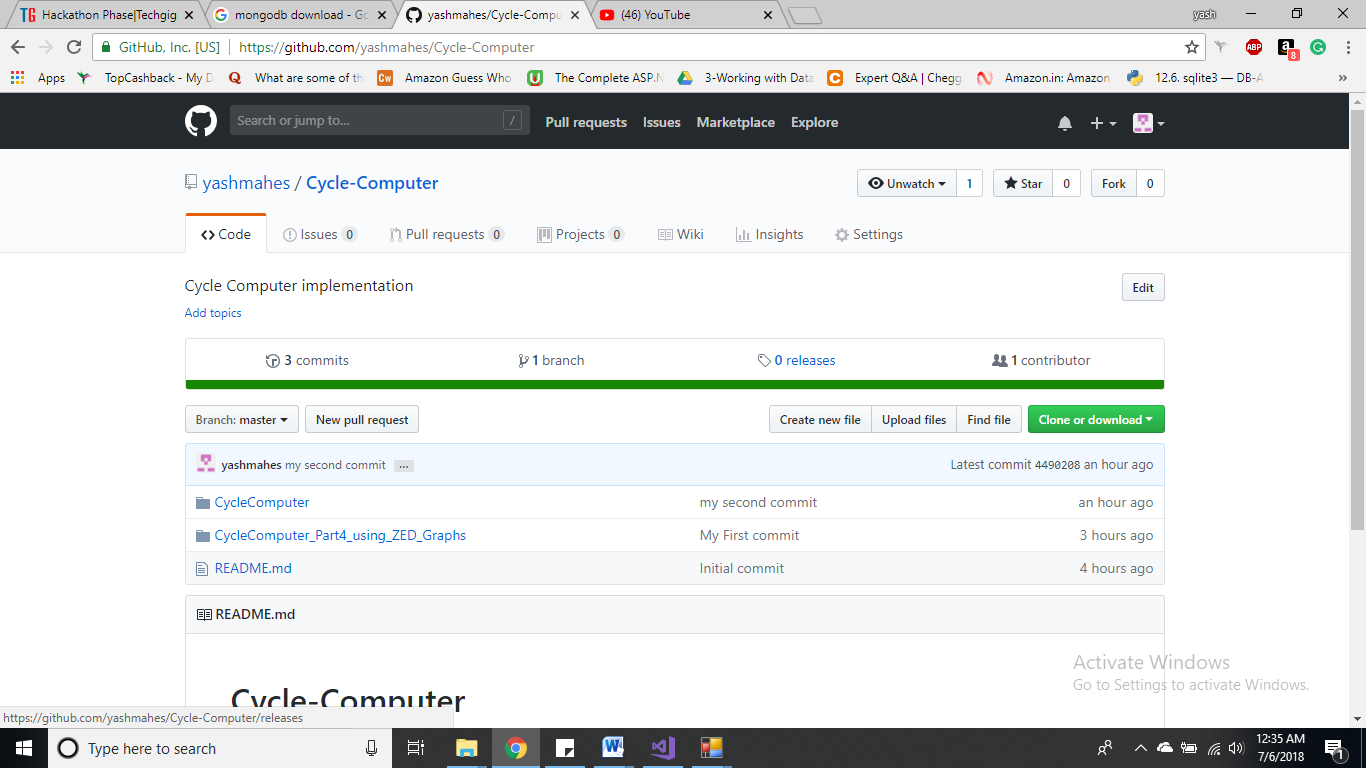 TG Hackathon Phase|Techgig
mongodb download - Go
yashmahes/Cycle-Compu
(46) YouTube
yash
GitHub, Inc. [US] | https://github.com/yashmahes/Cycle-Computer
ABP
a 8
G
Apps
TopCashback - My D
Q What are some of th
Cw Amazon Guess Who
The Complete ASP.N
3-Working with Data
C Expert Q&A | Chegg
Amazon.in: Amazon
12.6. sqlite3 — DB-A
»
Search or jump to... /
Pull requests Issues Marketplace Explore
yashmahes / Cycle-Computer
Unwatch 1 Star 0 Fork 0
Code Issues 0 Pull requests 0 Projects 0 Wiki Insights Settings
Cycle Computer implementation
Edit
Add topics
3 commits 1 branch 0 releases 1 contributor
Branch: master New pull request Create new file Upload files Find file Clone or download
yashmahes my second commit ... Latest commit 4490208 an hour ago
CycleComputer my second commit an hour ago
CycleComputer_Part4_using_ZED_Graphs My First commit 3 hours ago
README.md Initial commit 4 hours ago
README.md
Cycle-Computer
Activate Windows
Go to Settings to activate Windows.
https://github.com/yashmahes/Cycle-Computer/releases
Type here to search
12:35 AM
7/6/2018
1